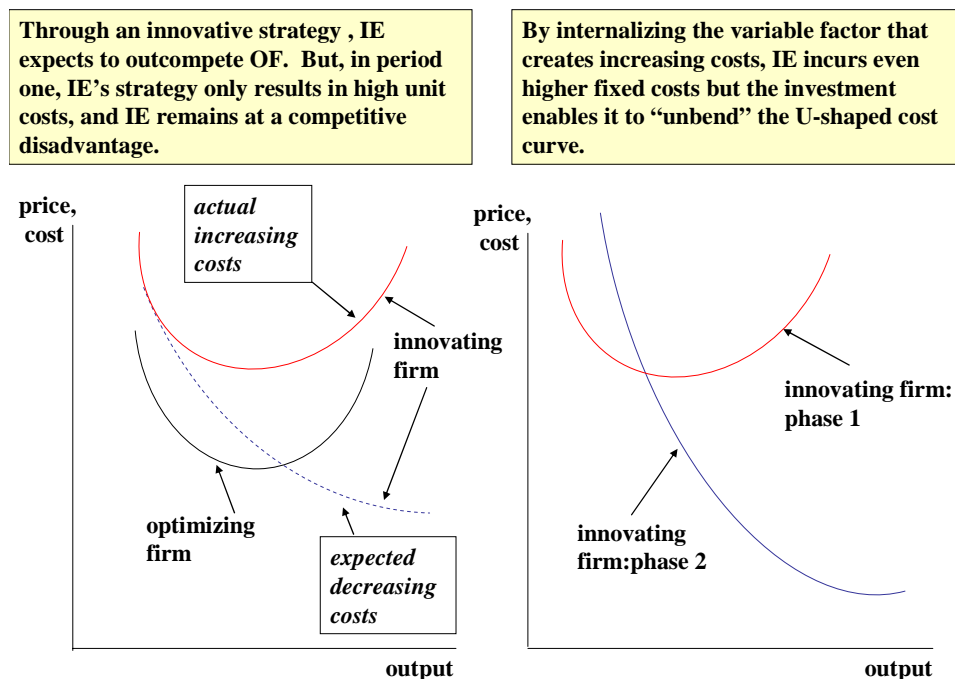 Through an innovative strategy , IE
expects to outcompete OF.  But, in period
one, IE's strategy only results in high unit
costs, and IE remains at a competitive
disadvantage.
By internalizing the variable factor that
creates increasing costs, IE incurs even
higher fixed costs but the investment
enables it to “unbend” the U-shaped cost
curve.
price,
cost
actual
increasing
costs
innovating
firm
optimizing
firm
expected
decreasing
costs
output
price,
cost
innovating firm:
phase 1
innovating
firm:phase 2
output